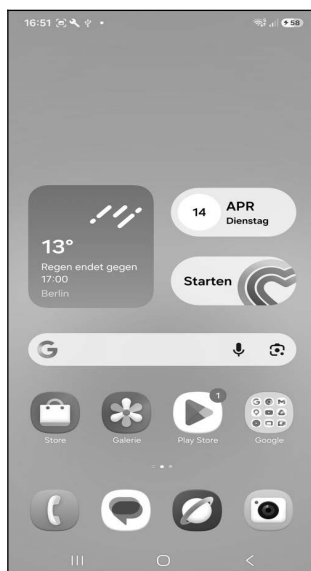 16:51
58
13°
Regen endet gegen
17:00
Berlin
14
APR
Dienstag
Starten
G
Store
Galerie
1
Play Store
Google